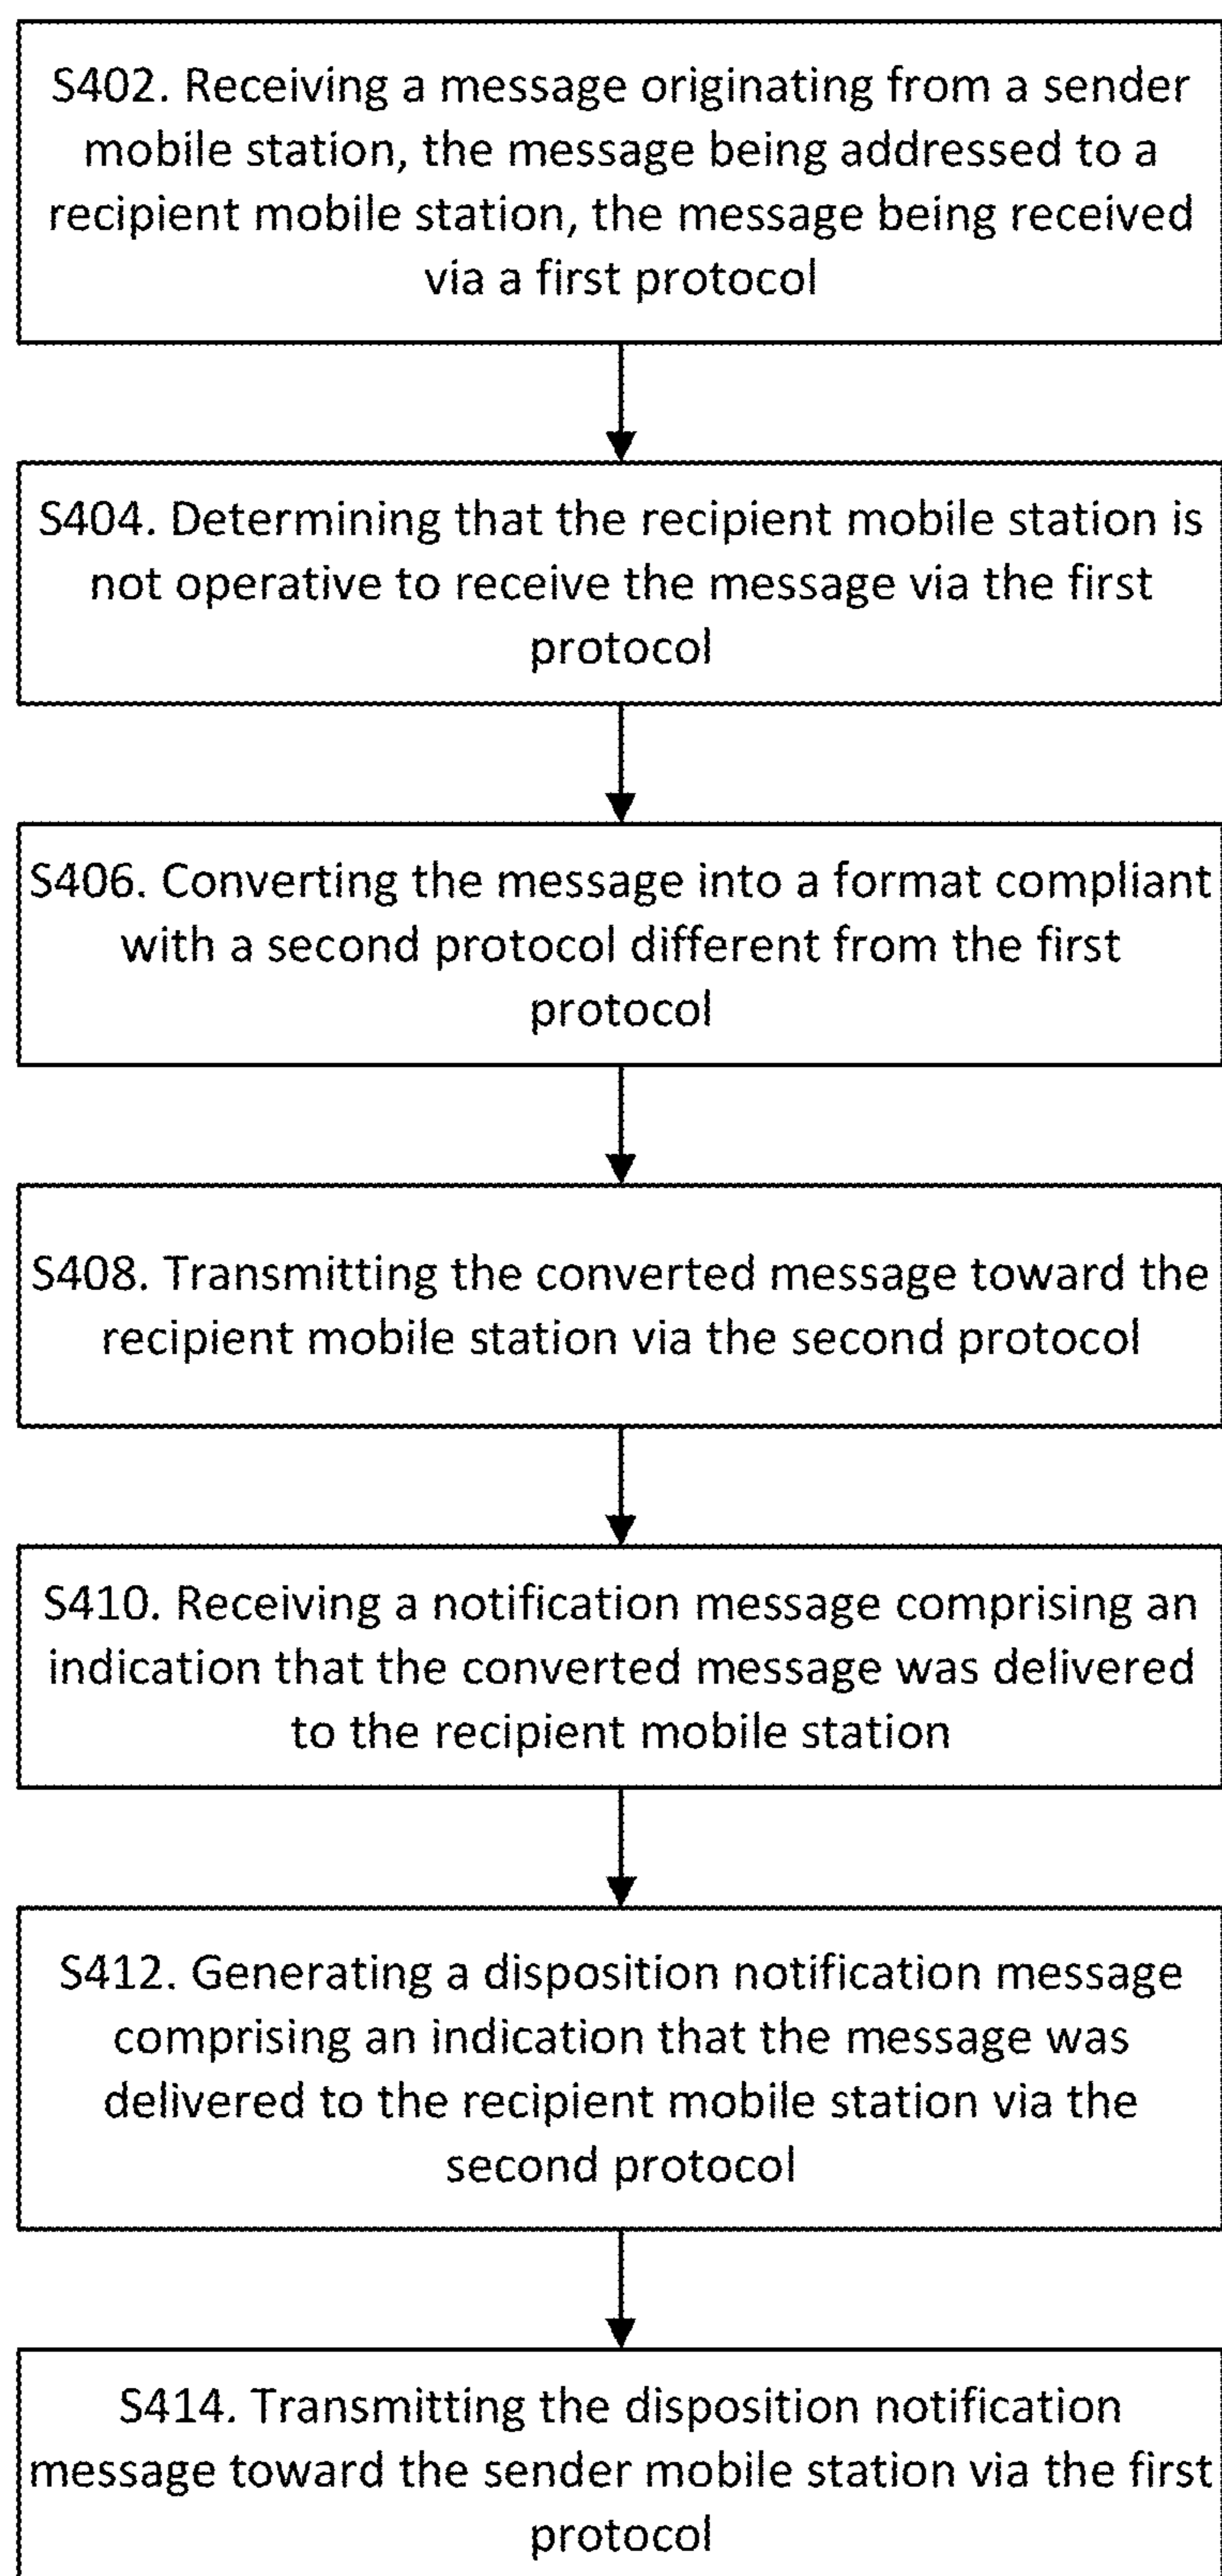 S402. Receiving a message originating from a sender
mobile station, the message being addressed to a
recipient mobile station, the message being received
via a first protocol
S404. Determining that the recipient mobile station is
not operative to receive the message via the first
protocol
S406. Converting the message into a format compliant
with a second protocol different from the first
protocol
S408. Transmitting the converted message toward the
recipient mobile station via the second protocol
S410. Receiving a notification message comprising an
indication that the converted message was delivered
to the recipient mobile station
S412. Generating a disposition notification message
comprising an indication that the message was
delivered to the recipient mobile station via the
second protocol
S414. Transmitting the disposition notification
message toward the sender mobile station via the first
protocol